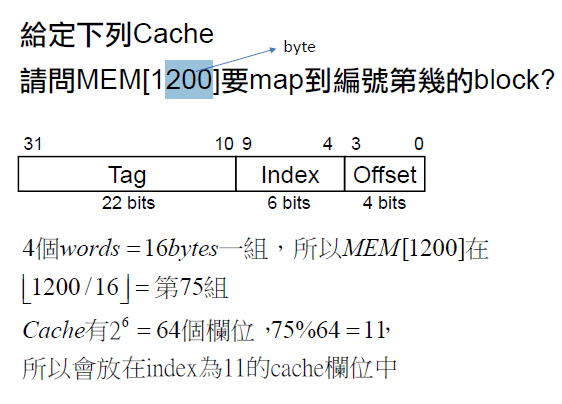 給定下列Cache
byte
請問MEM[1200]要map到編號第幾的block?
31 10 9 4 3 0
Tag Index Offset
22 bits 6 bits 4 bits
4個words = 16bytes一組，所以MEM[1200]在
⌊1200 / 16⌋ = 第75組
Cache有2⁶ = 64個欄位，75%64 = 11，
所以會放在index為11的cache欄位中